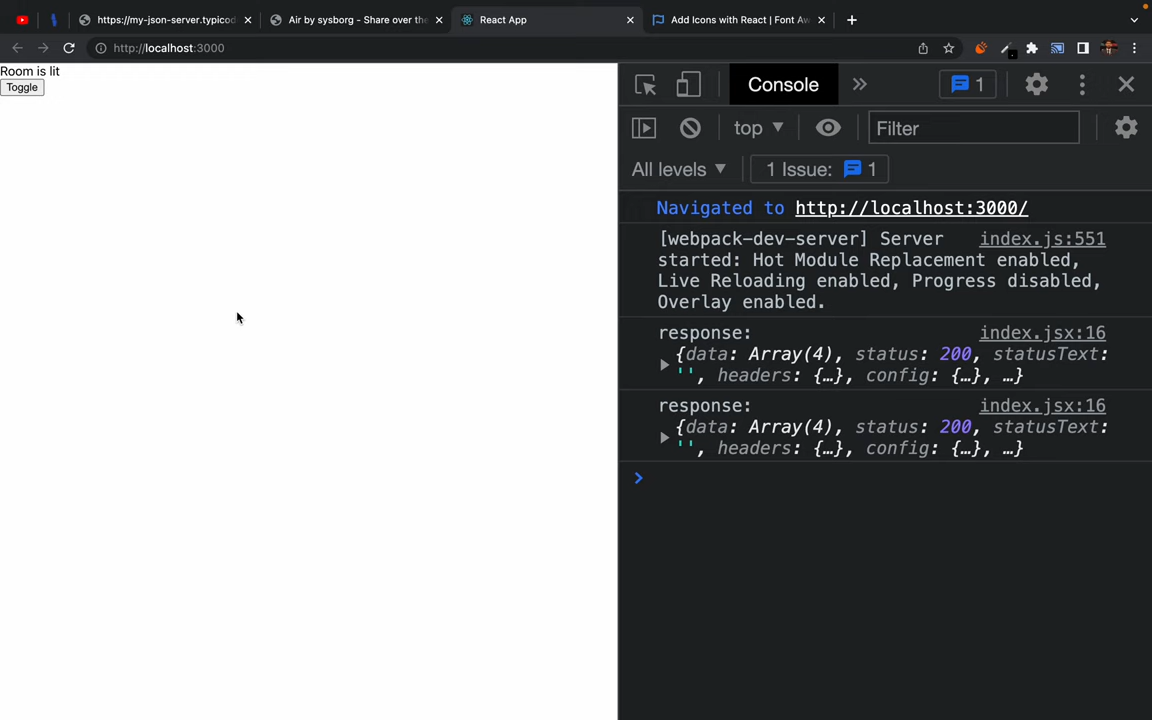 https://my-json-server.typicod
Air by sysborg - Share over the
React App
Add Icons with React | Font Aw
http://localhost:3000
Room is lit
Toggle
Console
1
top
Filter
All levels
1 Issue: 1
Navigated to http://localhost:3000/
[webpack-dev-server] Server index.js:551
started: Hot Module Replacement enabled,
Live Reloading enabled, Progress disabled,
Overlay enabled.
response: index.jsx:16
{data: Array(4), status: 200, statusText:
'', headers: {…}, config: {…}, …}
response: index.jsx:16
{data: Array(4), status: 200, statusText:
'', headers: {…}, config: {…}, …}